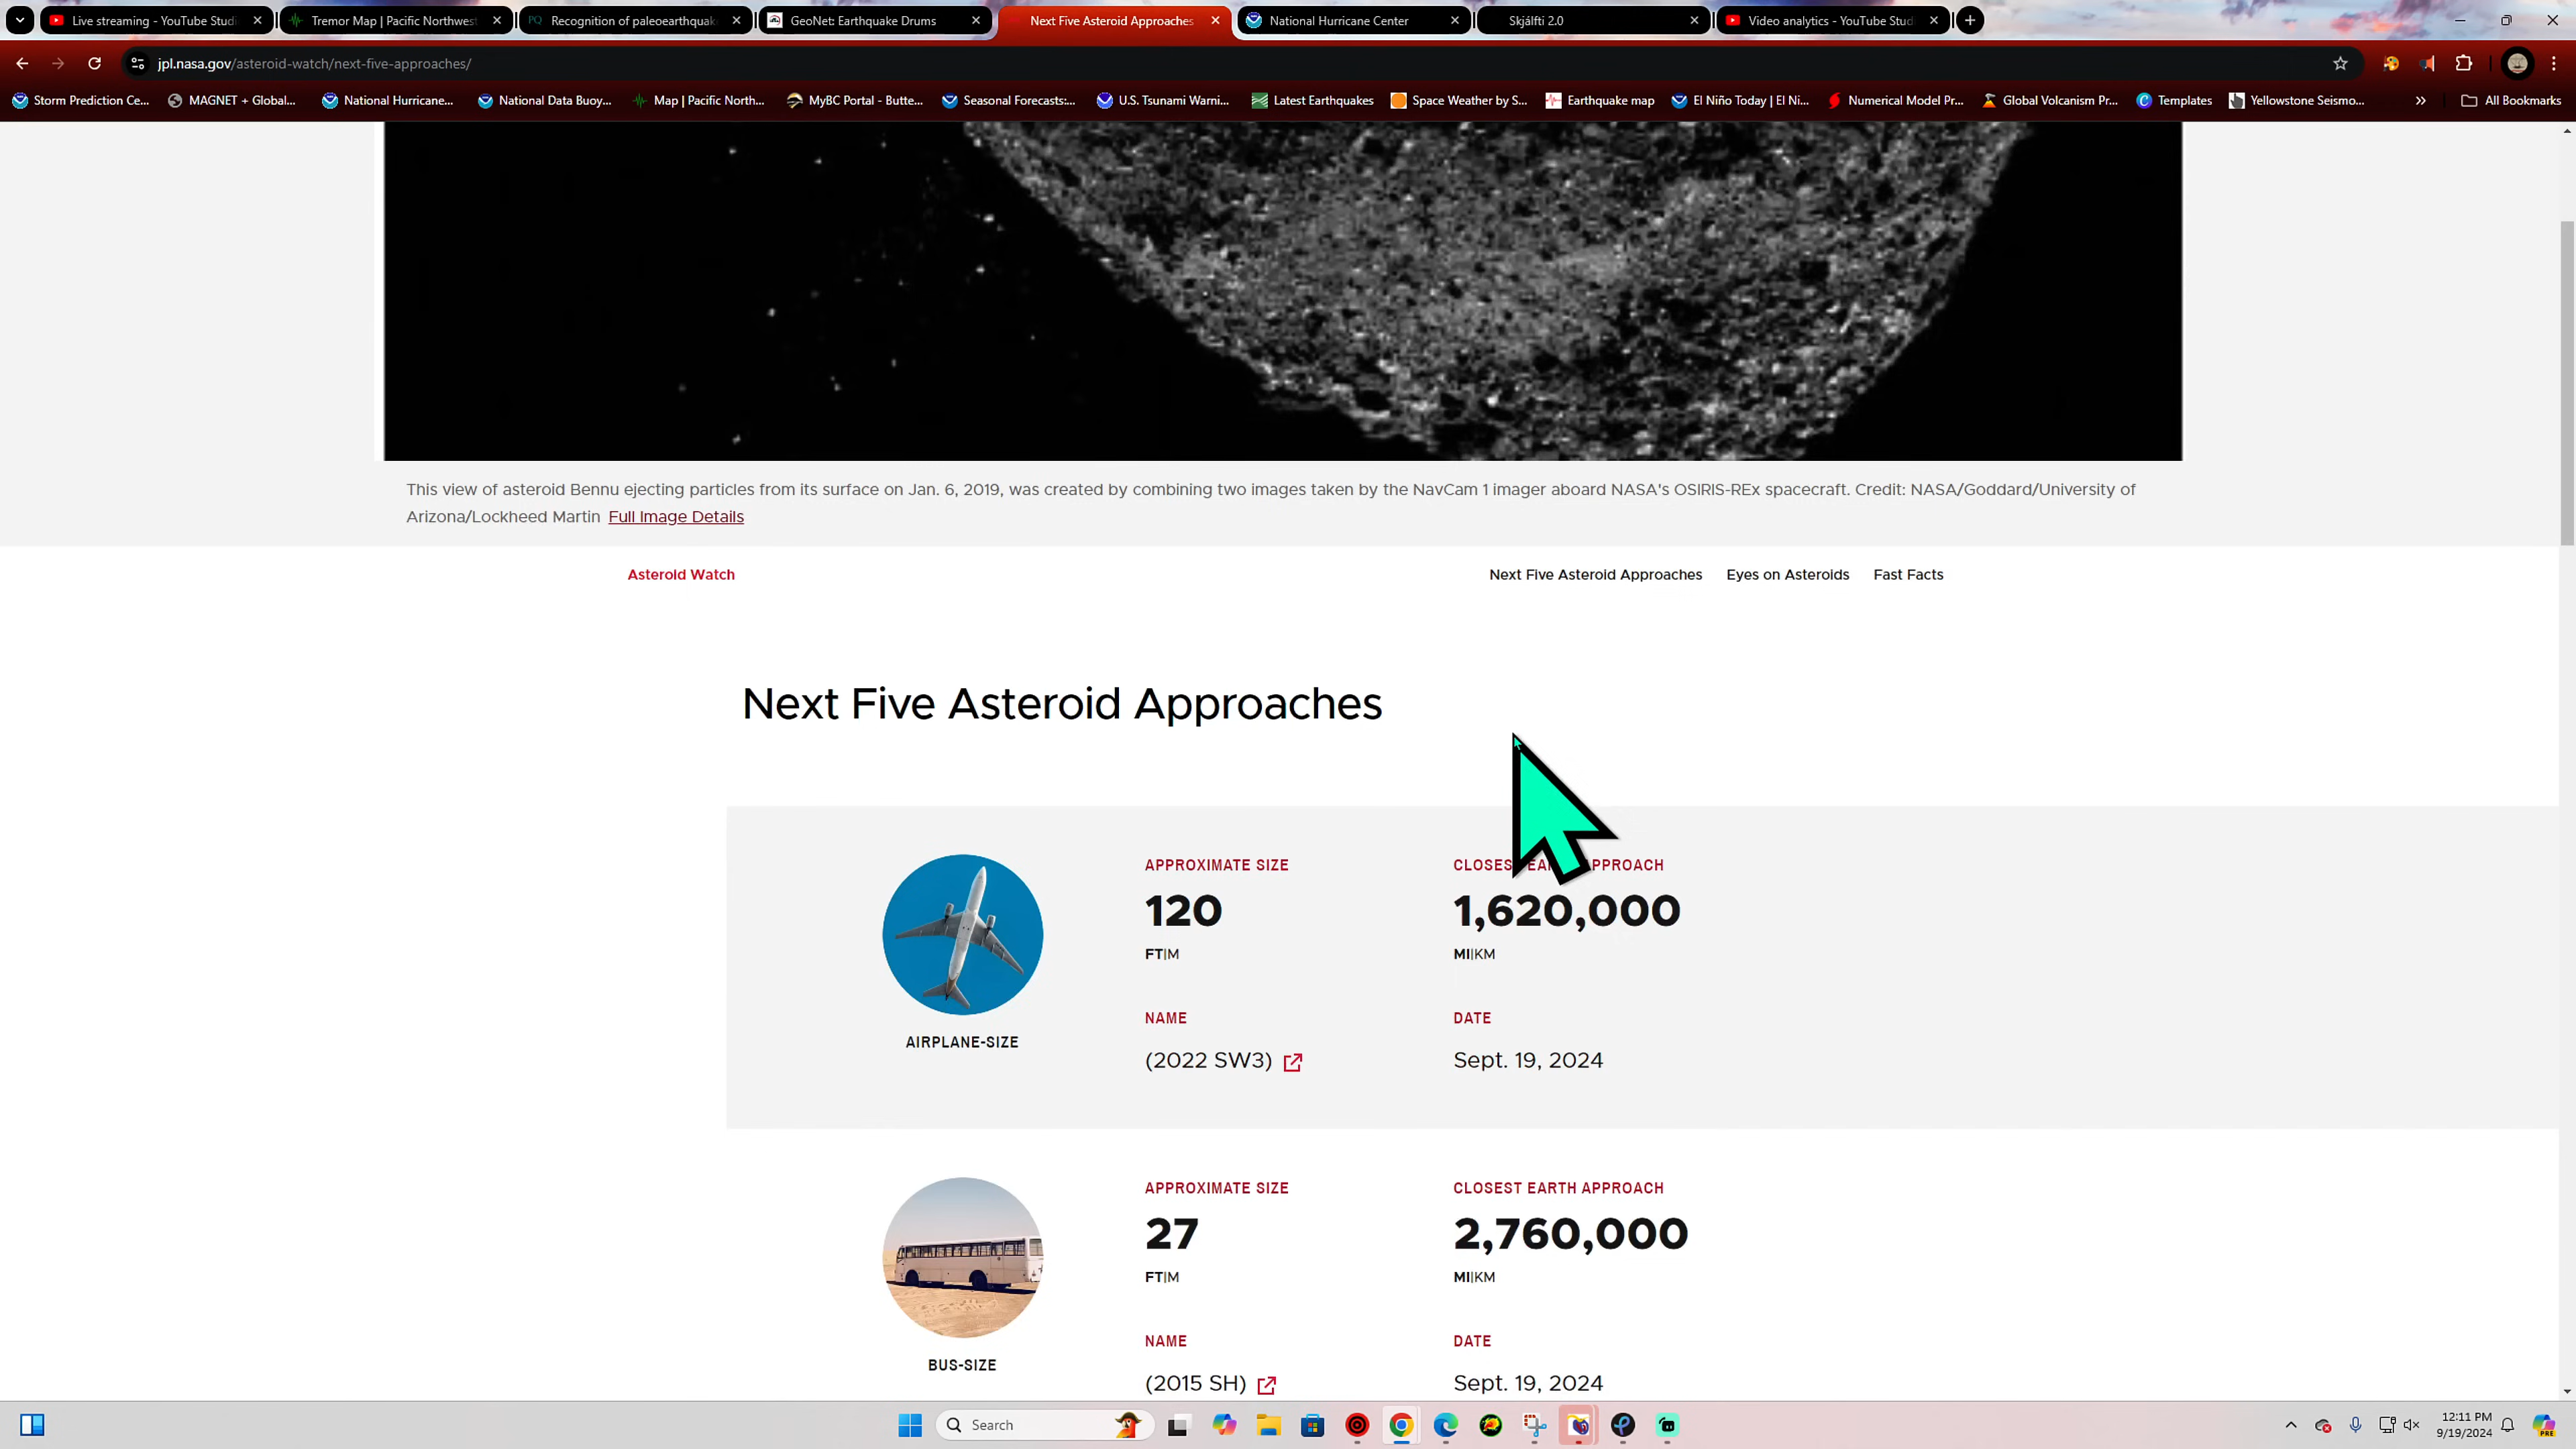 Live streaming - YouTube Studi
Tremor Map | Pacific Northwest
Recognition of paleoearthquake
GeoNet: Earthquake Drums
Next Five Asteroid Approaches
National Hurricane Center
Skjálfti 2.0
Video analytics - YouTube Stud
jpl.nasa.gov/asteroid-watch/next-five-approaches/
Storm Prediction Ce...
MAGNET + Global...
National Hurricane...
National Data Buoy...
Map | Pacific North...
MyBC Portal - Butte...
Seasonal Forecasts:...
U.S. Tsunami Warni...
Latest Earthquakes
Space Weather by S...
Earthquake map
El Niño Today | El Ni...
Numerical Model Pr...
Global Volcanism Pr...
Templates
Yellowstone Seismo...
All Bookmarks
This view of asteroid Bennu ejecting particles from its surface on Jan. 6, 2019, was created by combining two images taken by the NavCam 1 imager aboard NASA's OSIRIS-REx spacecraft. Credit: NASA/Goddard/University of
Arizona/Lockheed Martin Full Image Details
Asteroid Watch
Next Five Asteroid Approaches
Eyes on Asteroids
Fast Facts
Next Five Asteroid Approaches
APPROXIMATE SIZE
120
FT|M
CLOSES EA PPROACH
1,620,000
MI|KM
AIRPLANE-SIZE
NAME
(2022 SW3)
DATE
Sept. 19, 2024
APPROXIMATE SIZE
27
FT|M
CLOSEST EARTH APPROACH
2,760,000
MI|KM
BUS-SIZE
NAME
(2015 SH)
DATE
Sept. 19, 2024
Search
12:11 PM
9/19/2024
PRE